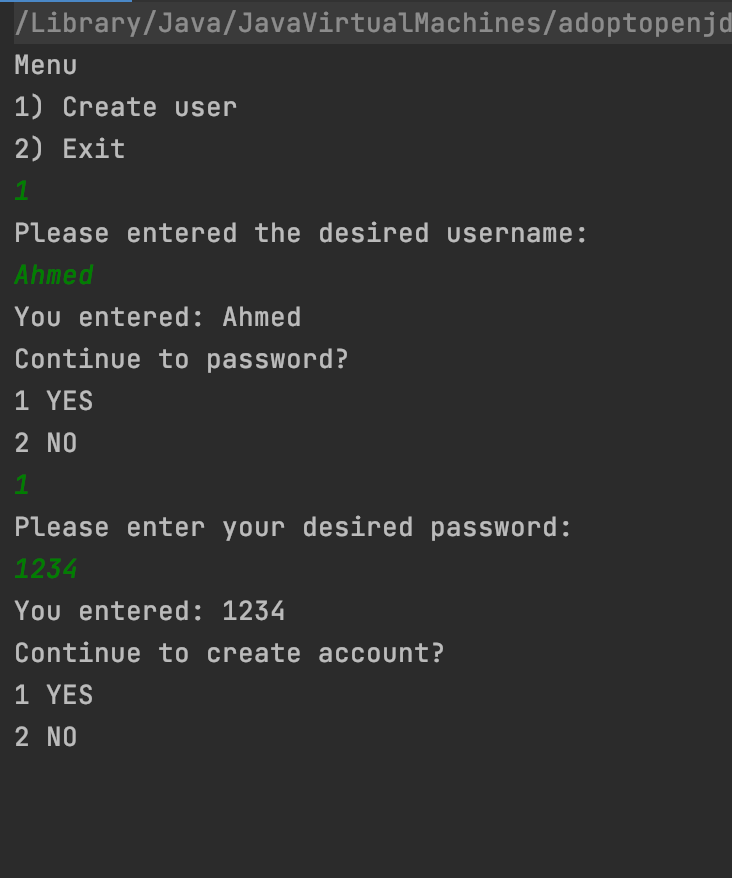 /Library/Java/JavaVirtualMachines/adoptopenjd
Menu
1) Create user
2) Exit
1
Please entered the desired username:
Ahmed
You entered: Ahmed
Continue to password?
1 YES
2 NO
1
Please enter your desired password:
1234
You entered: 1234
Continue to create account?
1 YES
2 NO